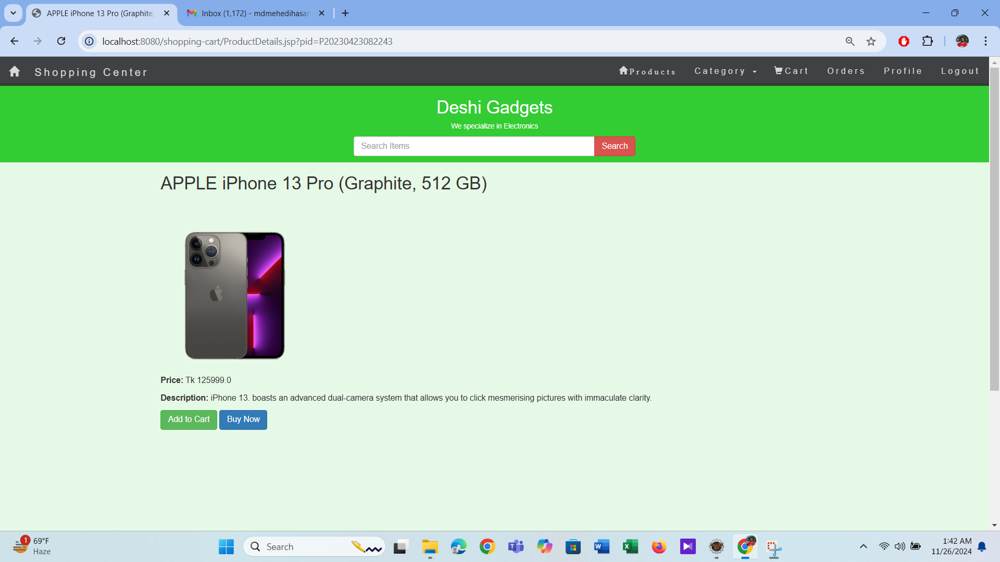 APPLE iPhone 13 Pro (Graphite,
Inbox (1,172) - mdmehedihasan
localhost:8080/shopping-cart/ProductDetails.jsp?pid=P20230423082243
Shopping Center
Products Category Cart Orders Profile Logout
Deshi Gadgets
We specialize in Electronics
Search Items
Search
APPLE iPhone 13 Pro (Graphite, 512 GB)
Price: Tk 125999.0
Description: iPhone 13. boasts an advanced dual-camera system that allows you to click mesmerising pictures with immaculate clarity.
Add to Cart Buy Now
1
69°F
Haze
Search
1:42 AM
11/26/2024